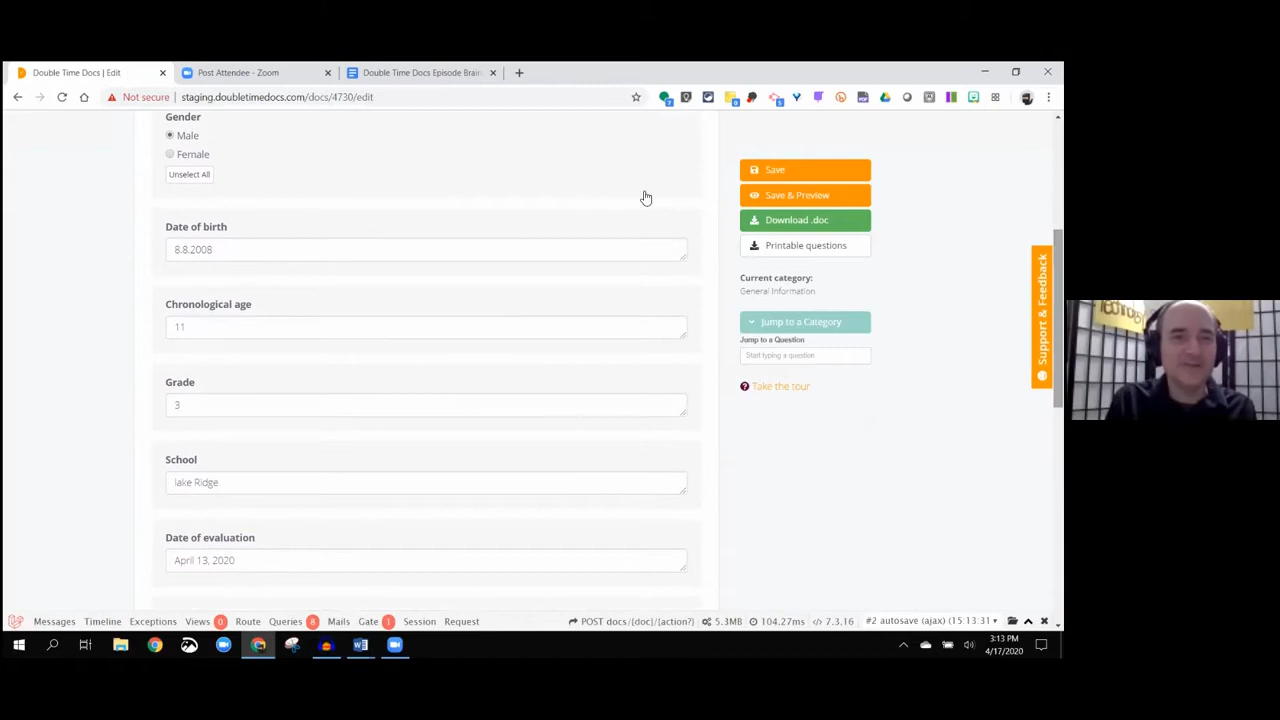 Double Time Docs | Edit
Post Attendee - Zoom
Double Time Docs Episode Brain
Not secure
staging.doubletimedocs.com/docs/4730/edit
Gender
Male
Female
Unselect All
Date of birth
8.8.2008
Chronological age
11
Grade
3
School
lake Ridge
Date of evaluation
April 13, 2020
Save
Save & Preview
Download .doc
Printable questions
Current category:
General Information
Jump to a Category
Jump to a Question
Start typing a question
Take the tour
Support & Feedback
Technology
Messages Timeline Exceptions Views 0 Route Queries 8 Mails Gate 1 Session Request
POST docs/{doc}/{action?} 5.3MB 104.27ms 7.3.16 #2 autosave (ajax) (15:13:31)
3:13 PM
4/17/2020